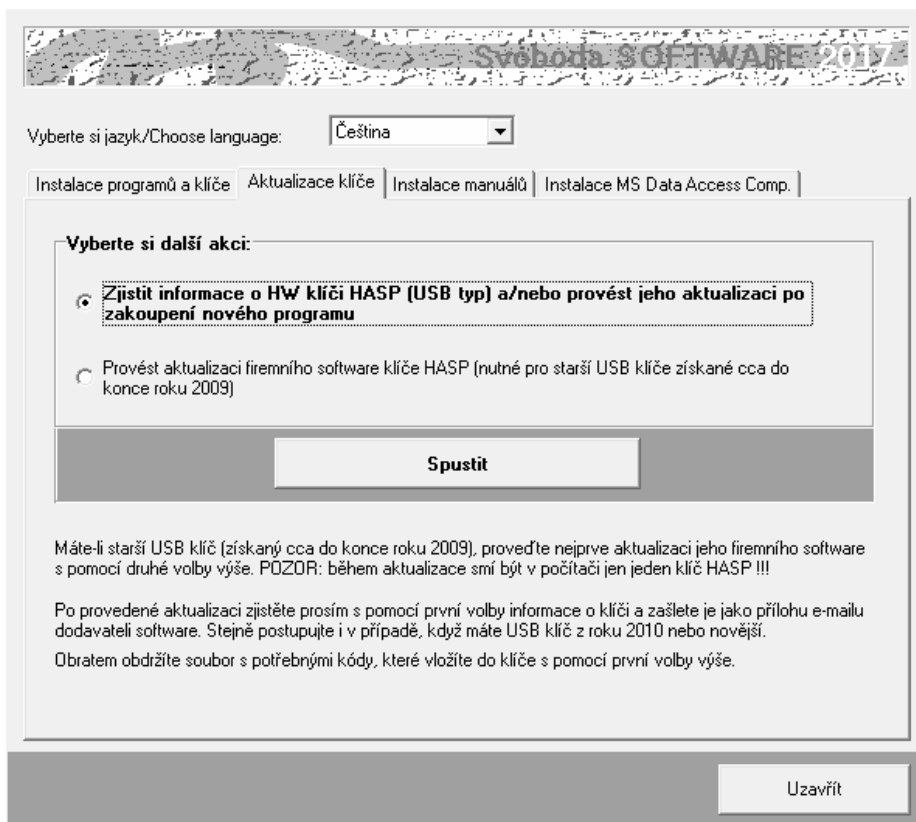 Svoboda SOFTWARE 2017
Vyberte si jazyk/Choose language:
Čeština
Instalace programů a klíče
Aktualizace klíče
Instalace manuálů
Instalace MS Data Access Comp.
Vyberte si další akci:
Zjistit informace o HW klíči HASP (USB typ) a/nebo provést jeho aktualizaci po
zakoupení nového programu
Provést aktualizaci firemního software klíče HASP (nutné pro starší USB klíče získané cca do
konce roku 2009)
Spustit
Máte-li starší USB klíč (získaný cca do konce roku 2009), proveďte nejprve aktualizaci jeho firemního software
s pomocí druhé volby výše. POZOR: během aktualizace smí být v počítači jen jeden klíč HASP !!!
Po provedené aktualizaci zjistěte prosím s pomocí první volby informace o klíči a zašlete je jako přílohu e-mailu
dodavateli software. Stejně postupujte i v případě, když máte USB klíč z roku 2010 nebo novější.
Obratem obdržíte soubor s potřebnými kódy, které vložíte do klíče s pomocí první volby výše.
Uzavřít